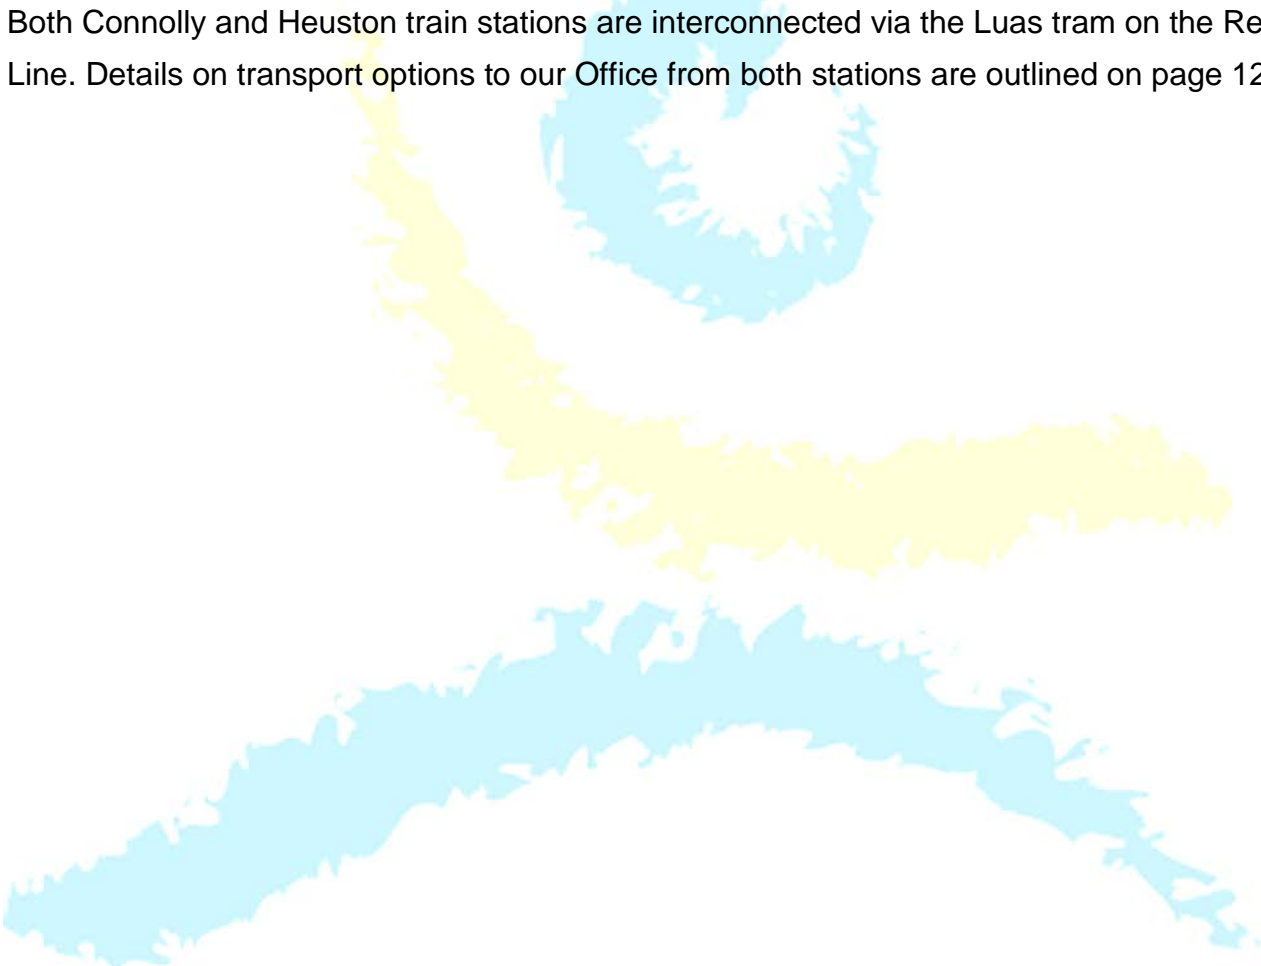 Both Connolly and Heuston train stations are interconnected via the Luas tram on the Re
Line. Details on transport options to our Office from both stations are outlined on page 12